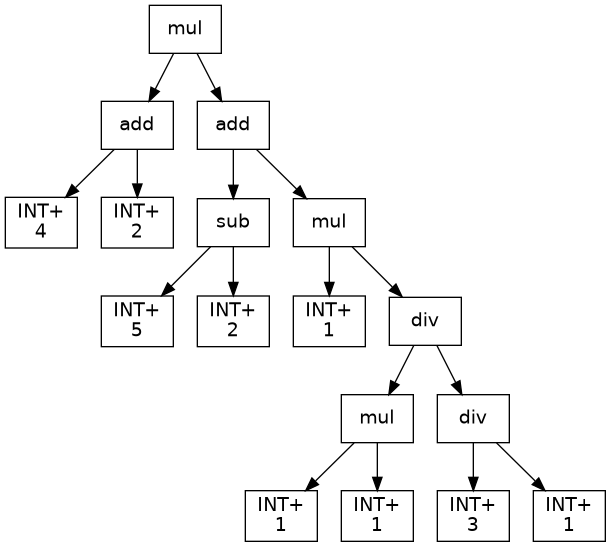 mul
add
add
INT+
4
INT+
2
sub
mul
INT+
5
INT+
2
INT+
1
div
mul
div
INT+
1
INT+
1
INT+
3
INT+
1